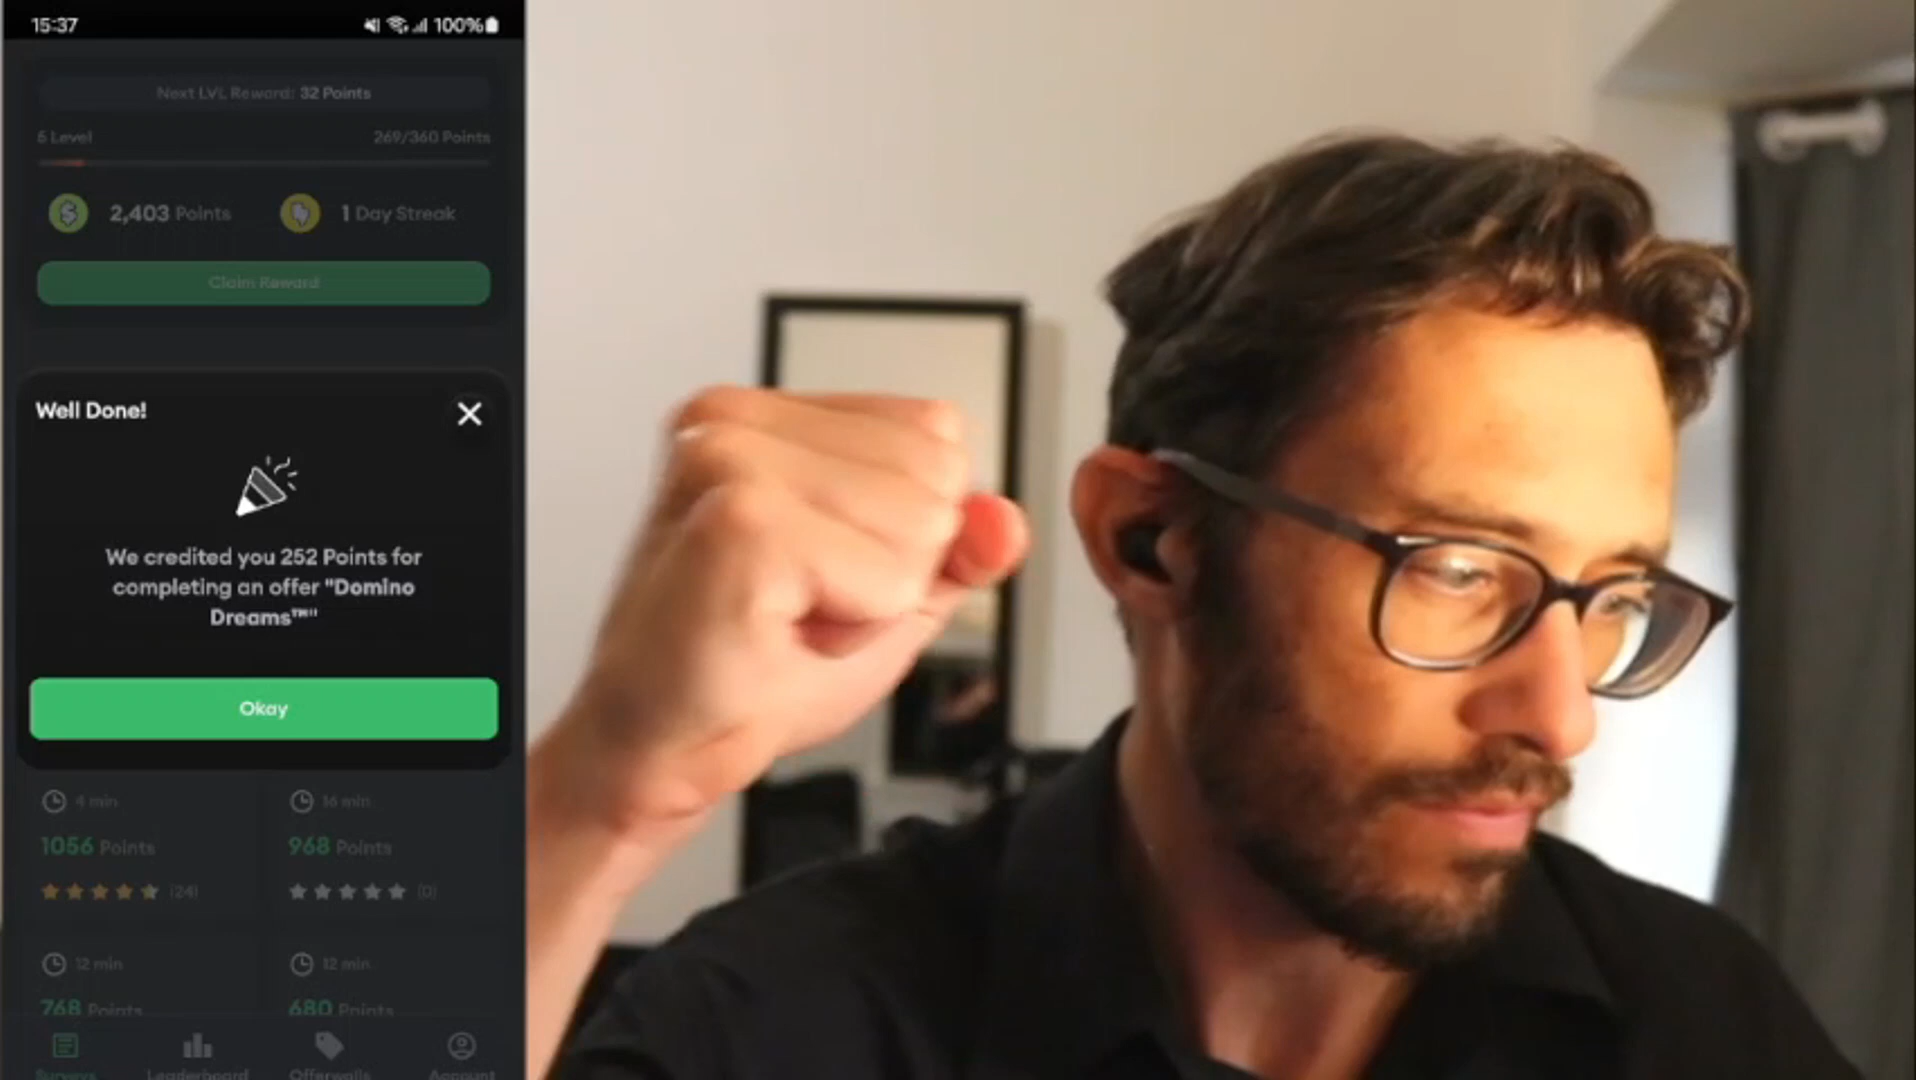 15:37
100%
Next LVL Reward: 32 Points
6 Level
269/360 Points
2,403 Points
1 Day Streak
Claim Reward
Well Done!
We credited you 252 Points for
completing an offer "Domino
Dreams™"
Okay
4 min
16 min
1056 Points
968 Points
(24)
(0)
12 min
12 min
768 Points
680 Points
Surveys
Leaderboard
Offerwalls
Account